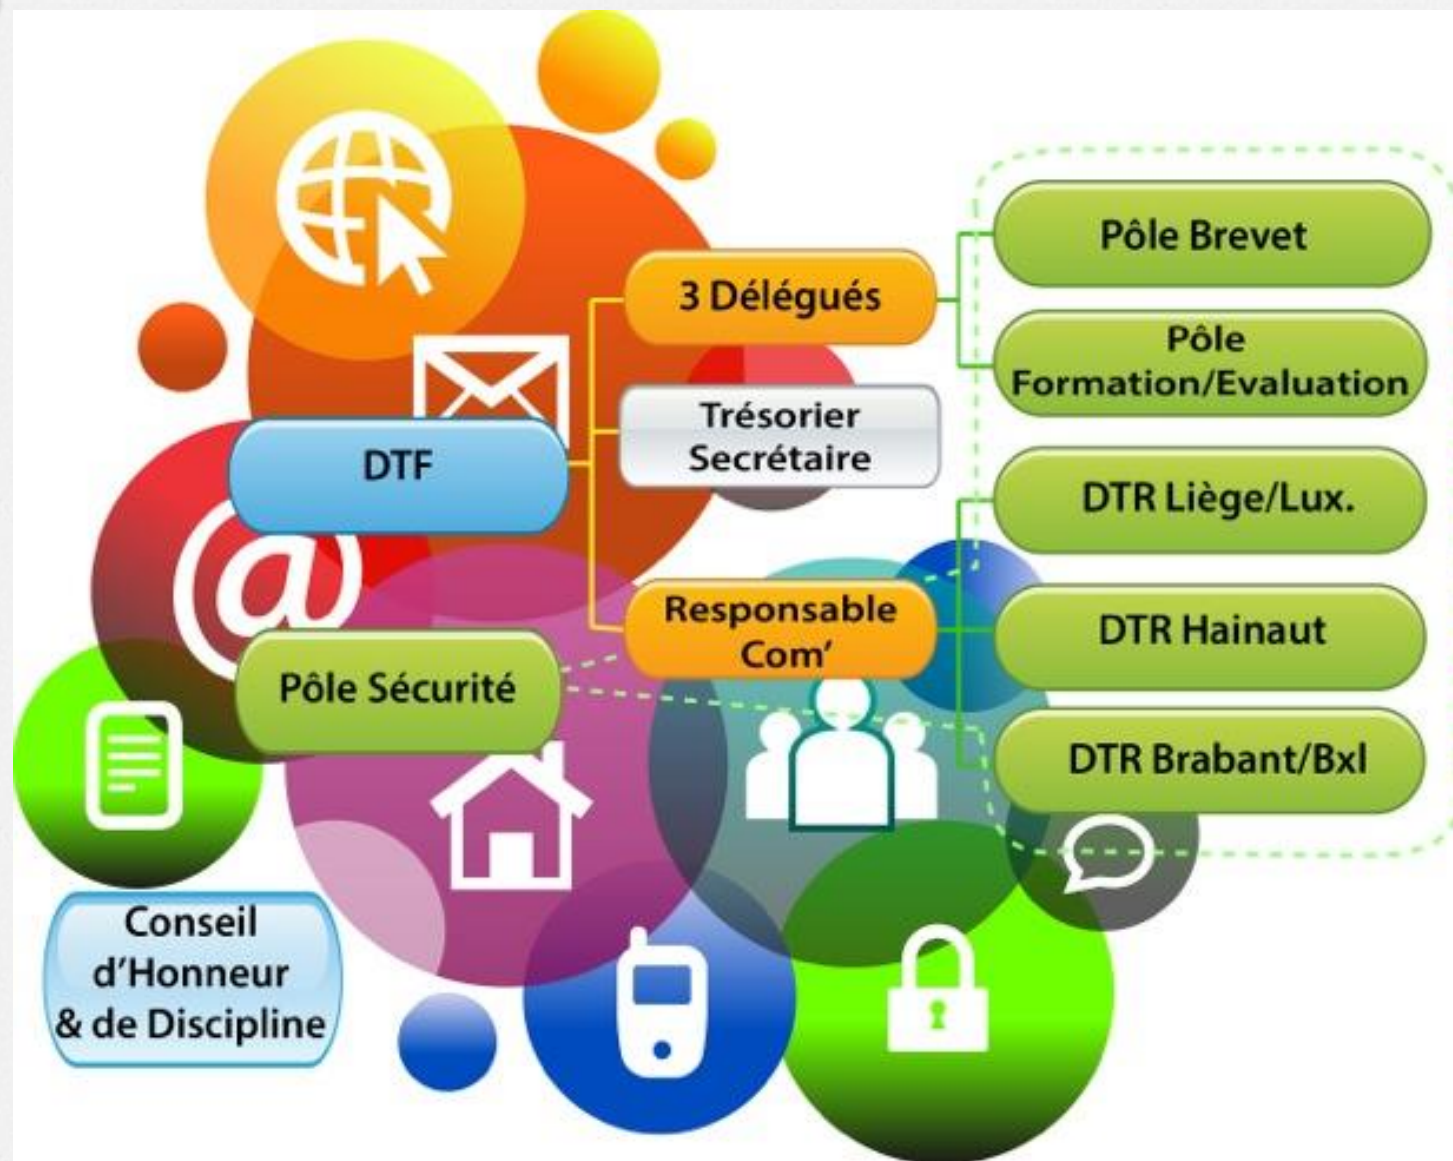 3 Délégués
Trésorier
Secrétaire
DTF
Responsable
Com'
Pôle Sécurité
Pôle Brevet
Pôle
Formation/Evaluation
DTR Liège/Lux.
DTR Hainaut
DTR Brabant/Bxl
Conseil
d'Honneur
& de Discipline
@